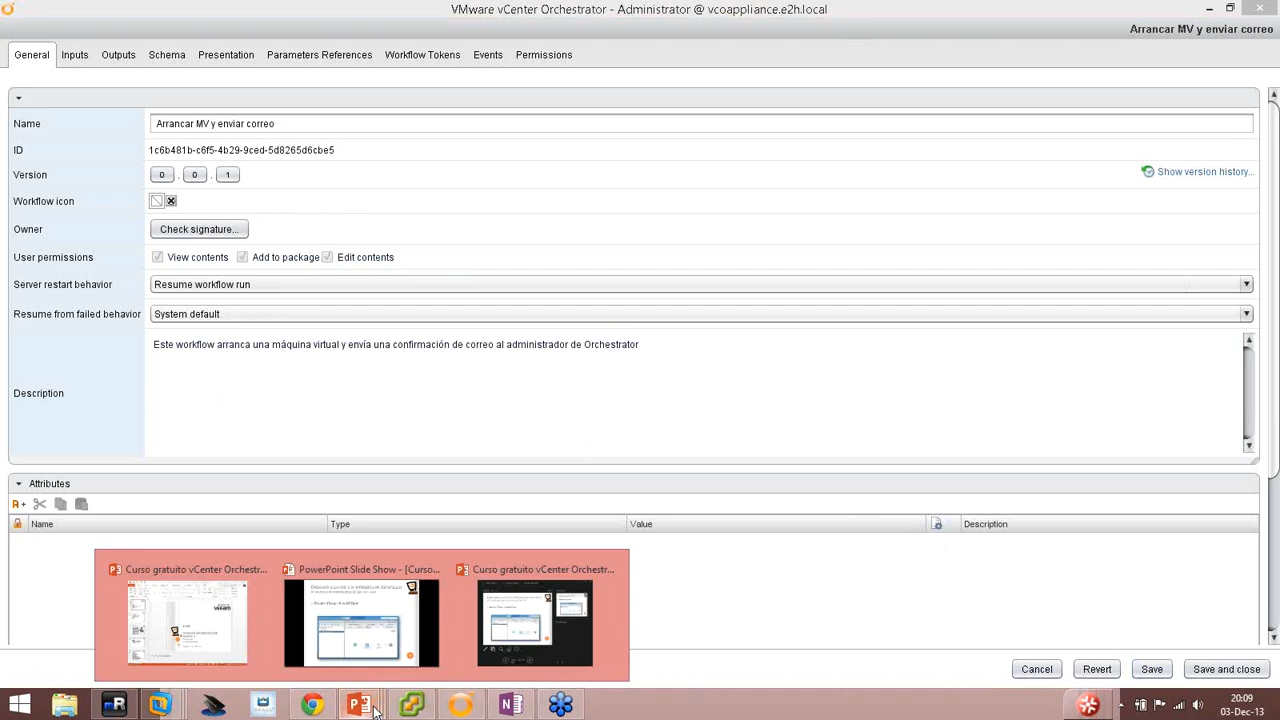 VMware vCenter Orchestrator - Administrator @ vcoappliance.e2h.local
Arrancar MV y enviar correo
General Inputs Outputs Schema Presentation Parameters References Workflow Tokens Events Permissions
Name Arrancar MV y enviar correo
ID 1c6b481b-c6f5-4b29-9ced-5d8265d6cbe5
Version 0 . 0 . 1 Show version history...
Workflow icon
Owner Check signature...
User permissions View contents Add to package Edit contents
Server restart behavior Resume workflow run
Resume from failed behavior System default
Este workflow arranca una máquina virtual y envía una confirmación de correo al administrador de Orchestrator
Description
Attributes
Name Type Value Description
Curso gratuito vCenter Orchestr... PowerPoint Slide Show - [Curso... Curso gratuito vCenter Orchestr...
Cancel Revert Save Save and close
20:09
03-Dec-13